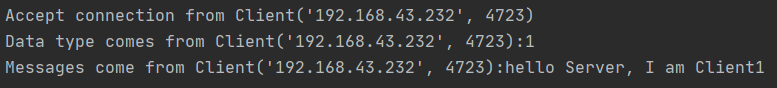 Accept connection from Client('192.168.43.232', 4723)
Data type comes from Client('192.168.43.232', 4723):1
Messages come from Client('192.168.43.232', 4723):hello Server, I am Client1